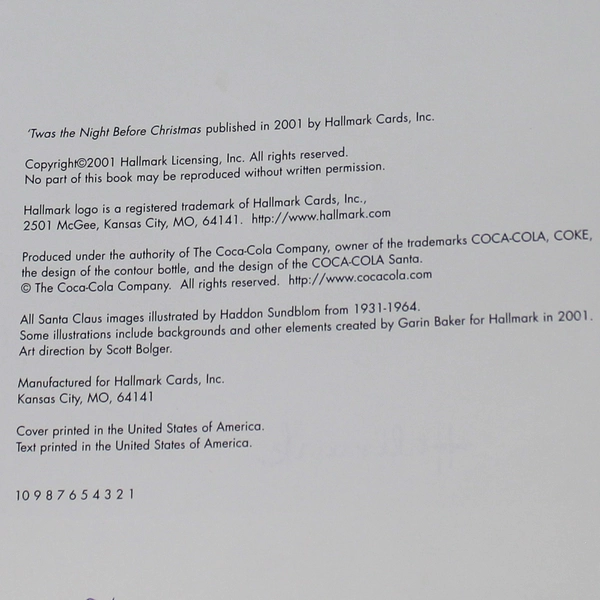 'Twas the Night Before Christmas published in 2001 by Hallmark Cards, Inc.
Copyright©2001 Hallmark Licensing, Inc. All rights reserved.
No part of this book may be reproduced without written permission.
Hallmark logo is a registered trademark of Hallmark Cards, Inc.,
2501 McGee, Kansas City, MO, 64141. http://www.hallmark.com
Produced under the authority of The Coca-Cola Company, owner of the trademarks COCA-COLA, COKE,
the design of the contour bottle, and the design of the COCA-COLA Santa.
© The Coca-Cola Company. All rights reserved. http://www.cocacola.com
All Santa Claus images illustrated by Haddon Sundblom from 1931-1964.
Some illustrations include backgrounds and other elements created by Garin Baker for Hallmark in 2001.
Art direction by Scott Bolger.
Manufactured for Hallmark Cards, Inc.
Kansas City, MO, 64141
Cover printed in the United States of America.
Text printed in the United States of America.
10 9 8 7 6 5 4 3 2 1